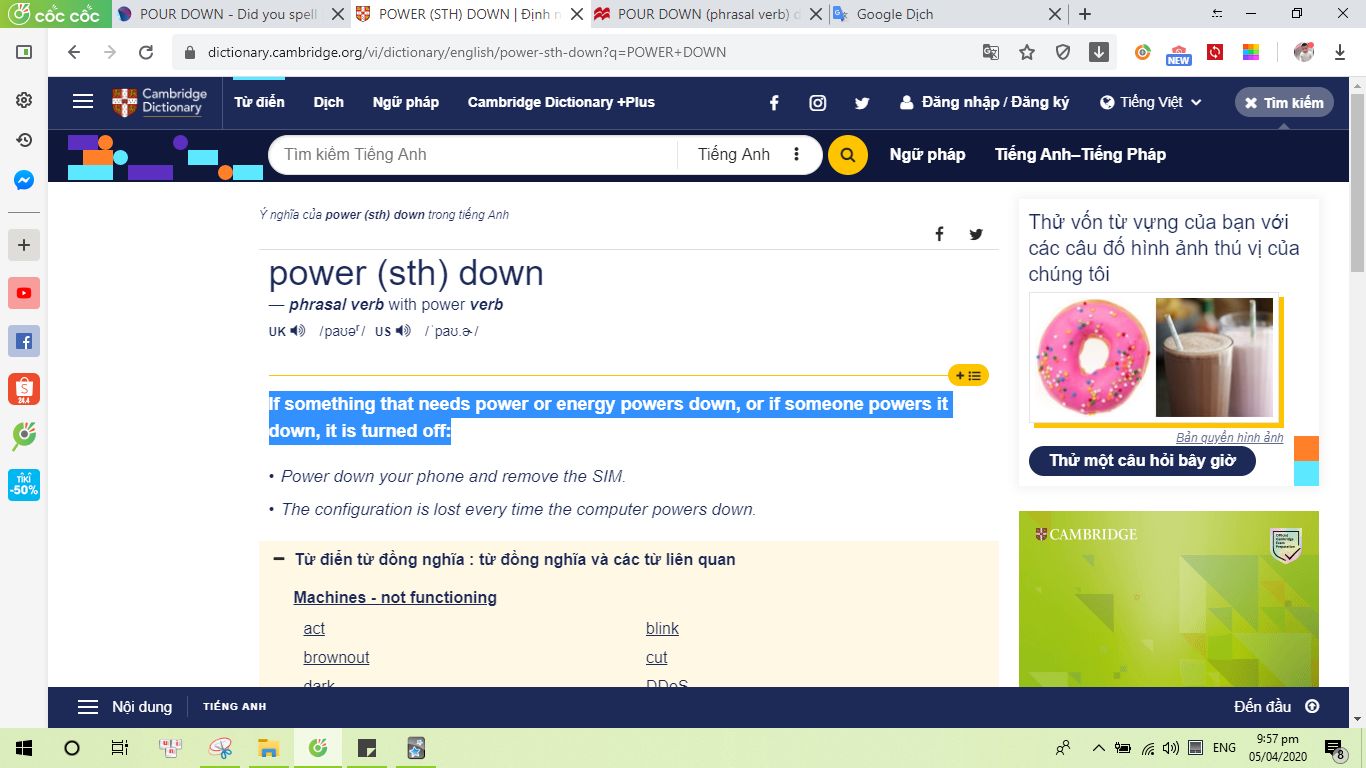 cốc cốc
POUR DOWN - Did you spell
POWER (STH) DOWN | Định n
POUR DOWN (phrasal verb) d
Google Dịch
dictionary.cambridge.org/vi/dictionary/english/power-sth-down?q=POWER+DOWN
NEW
Cambridge
Dictionary
Từ điển
Dịch
Ngữ pháp
Cambridge Dictionary +Plus
Đăng nhập / Đăng ký
Tiếng Việt
Tìm kiếm
Tìm kiếm Tiếng Anh
Tiếng Anh
Ngữ pháp
Tiếng Anh–Tiếng Pháp
Ý nghĩa của power (sth) down trong tiếng Anh
power (sth) down
— phrasal verb with power verb
UK /paʊəʳ/ US /ˈpaʊ.ɚ/
If something that needs power or energy powers down, or if someone powers it
down, it is turned off:
• Power down your phone and remove the SIM.
• The configuration is lost every time the computer powers down.
Từ điển từ đồng nghĩa : từ đồng nghĩa và các từ liên quan
Machines - not functioning
act
blink
brownout
cut
dark
DDoS
Thử vốn từ vựng của bạn với
các câu đố hình ảnh thú vị của
chúng tôi
Bản quyền hình ảnh
Thử một câu hỏi bây giờ
CAMBRIDGE
24.4
TIKI
-50%
Nội dung
TIẾNG ANH
Đến đầu
ENG
9:57 pm
05/04/2020
8